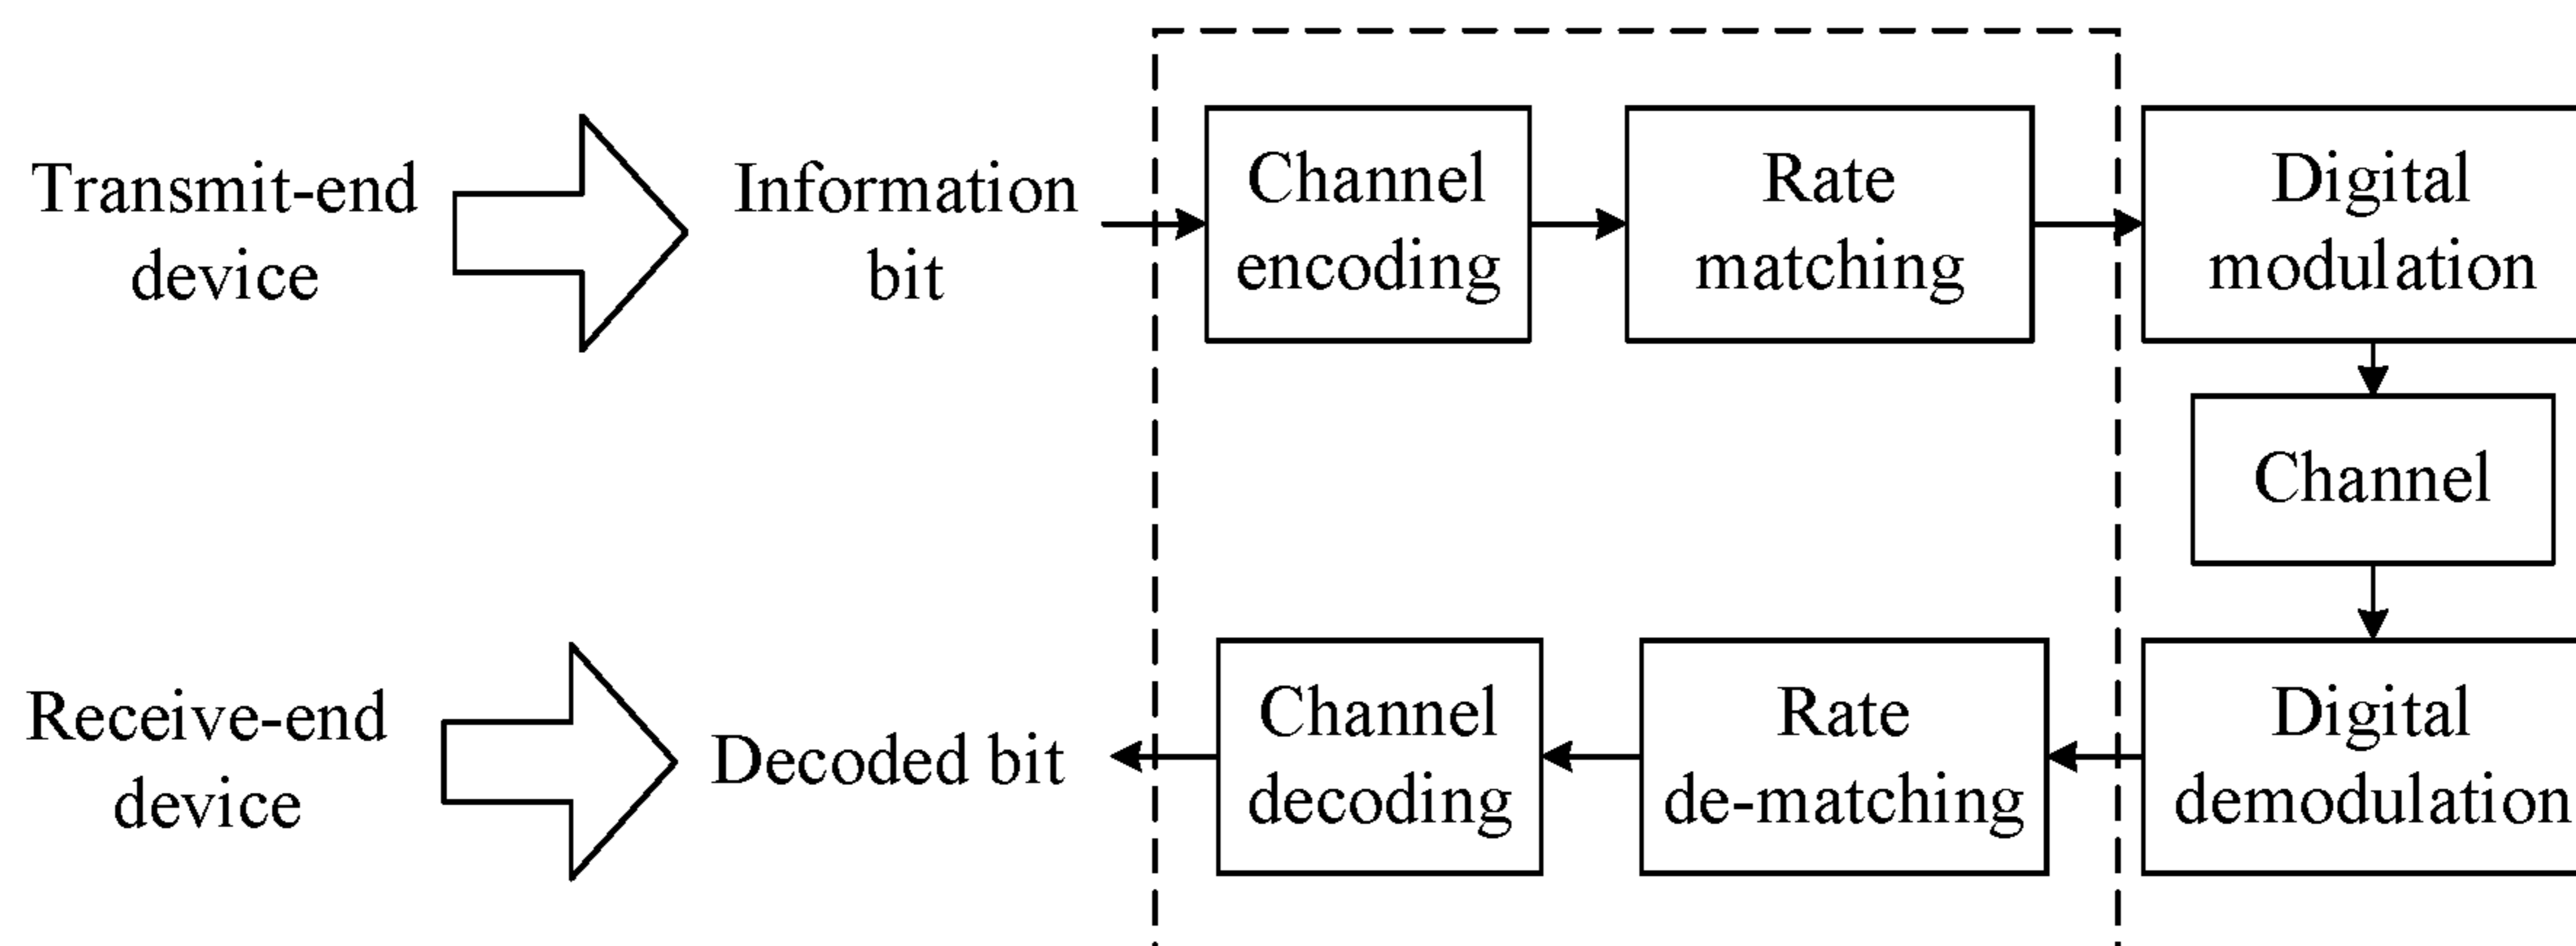 Transmit-end
device
Information
bit
Channel
encoding
Rate
matching
Digital
modulation
Channel
Receive-end
device
Decoded bit
Channel
decoding
Rate
de-matching
Digital
demodulation